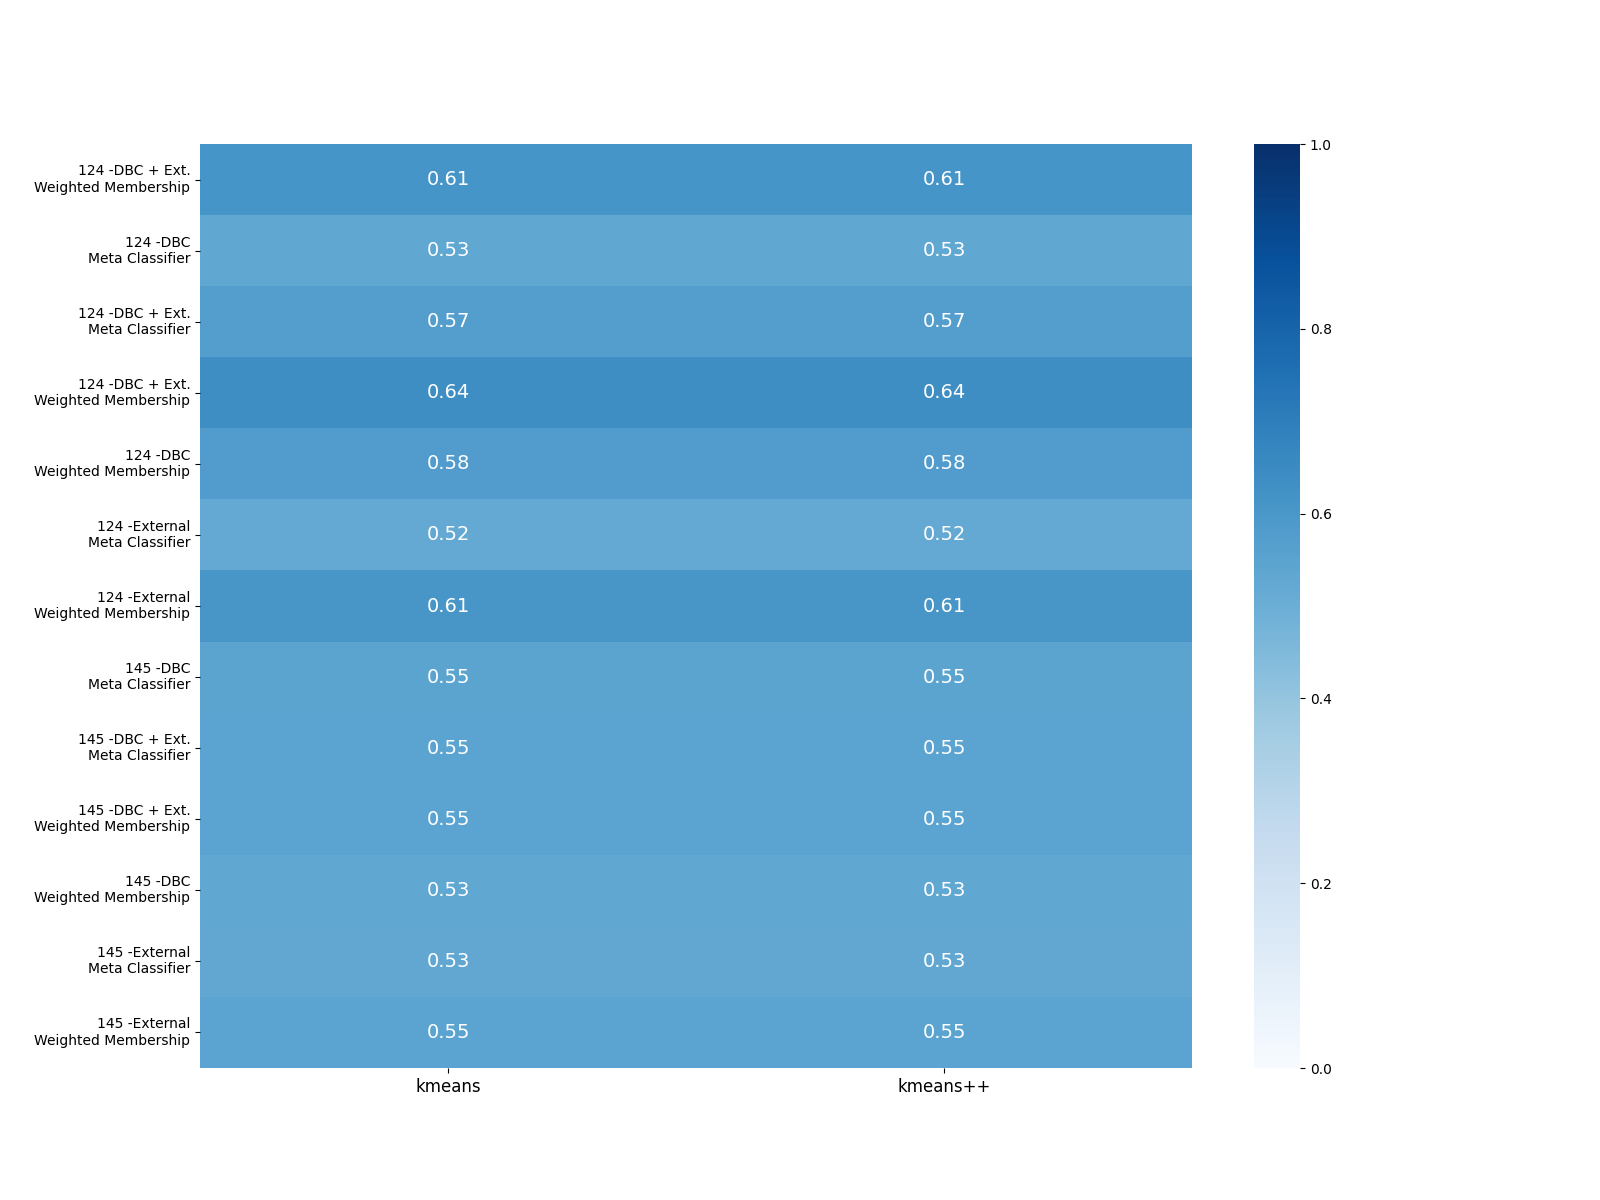 124 -DBC + Ext.
Weighted Membership
0.61 0.61
124 -DBC
Meta Classifier
0.53 0.53
124 -DBC + Ext.
Meta Classifier
0.57 0.57
124 -DBC + Ext.
Weighted Membership
0.64 0.64
124 -DBC
Weighted Membership
0.58 0.58
124 -External
Meta Classifier
0.52 0.52
124 -External
Weighted Membership
0.61 0.61
145 -DBC
Meta Classifier
0.55 0.55
145 -DBC + Ext.
Meta Classifier
0.55 0.55
145 -DBC + Ext.
Weighted Membership
0.55 0.55
145 -DBC
Weighted Membership
0.53 0.53
145 -External
Meta Classifier
0.53 0.53
145 -External
Weighted Membership
0.55 0.55
kmeans kmeans++
1.0
0.8
0.6
0.4
0.2
0.0